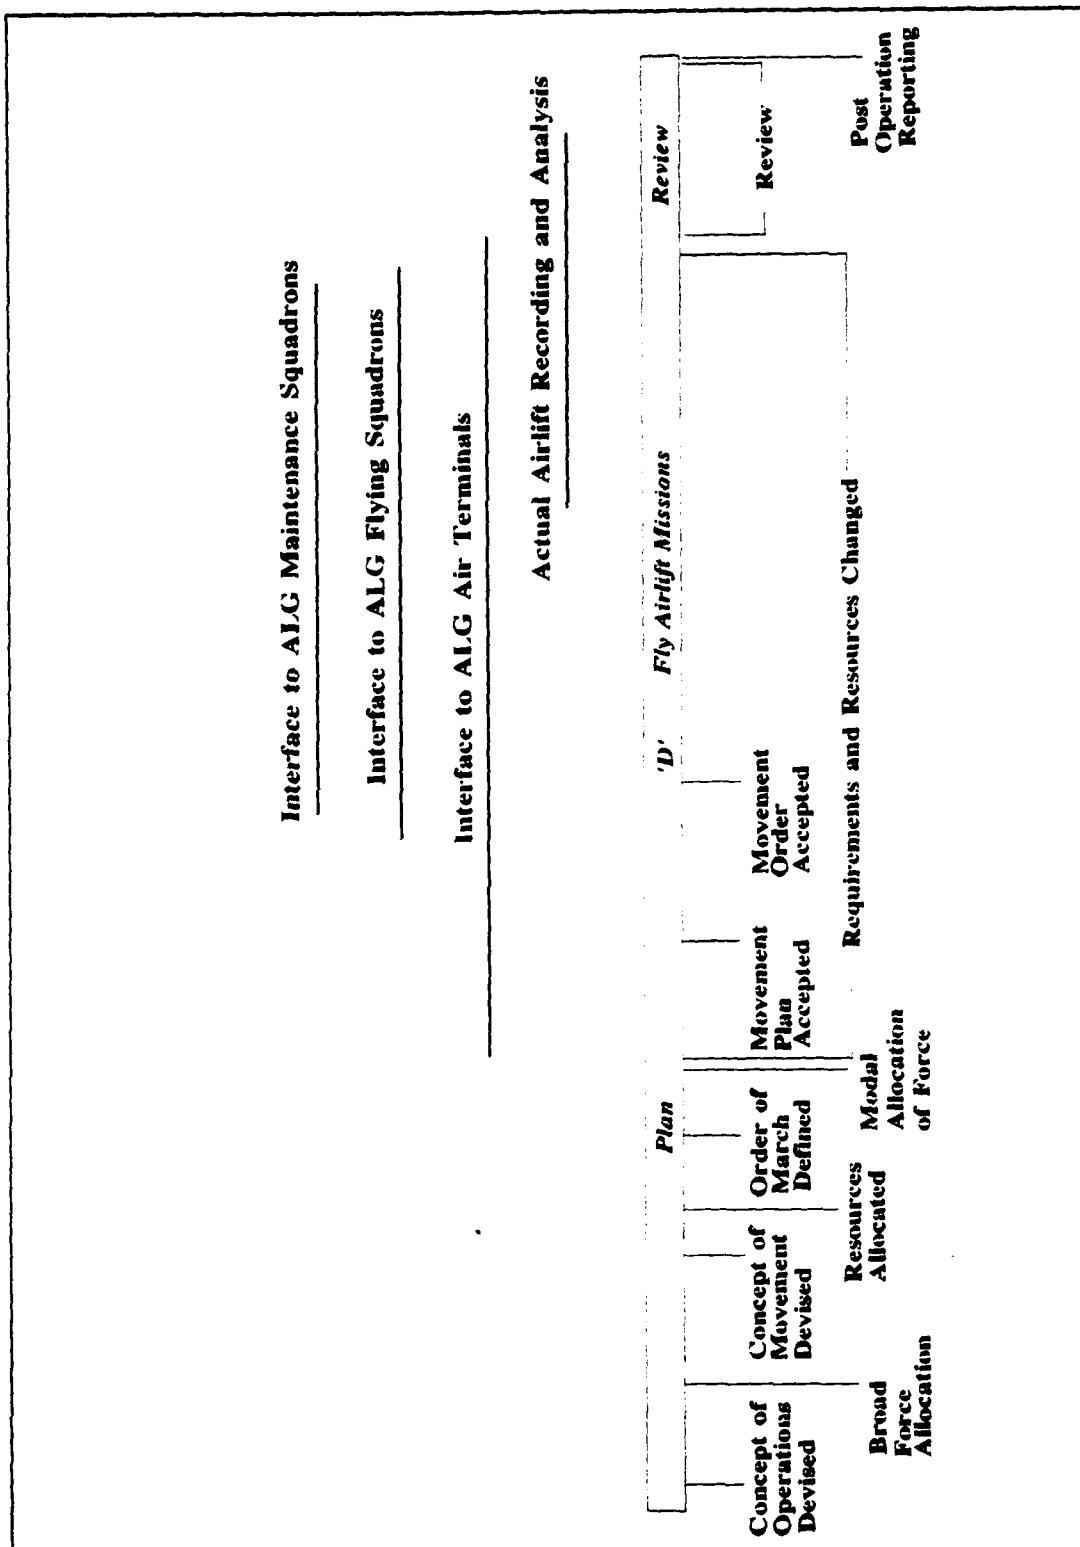 Interface to ALG Maintenance Squadrons
Interface to ALG Flying Squadrons
Interface to ALG Air Terminals
Actual Airlift Recording and Analysis
Plan
'D'
Fly Airlift Missions
Review
Concept of
Operations
Devised
Concept of
Movement
Devised
Order of
March
Defined
Movement
Plan
Accepted
Movement
Order
Accepted
Review
Broad
Force
Allocation
Resources
Allocated
Modal
Allocation
of Force
Requirements and Resources Changed
Post
Operation
Reporting